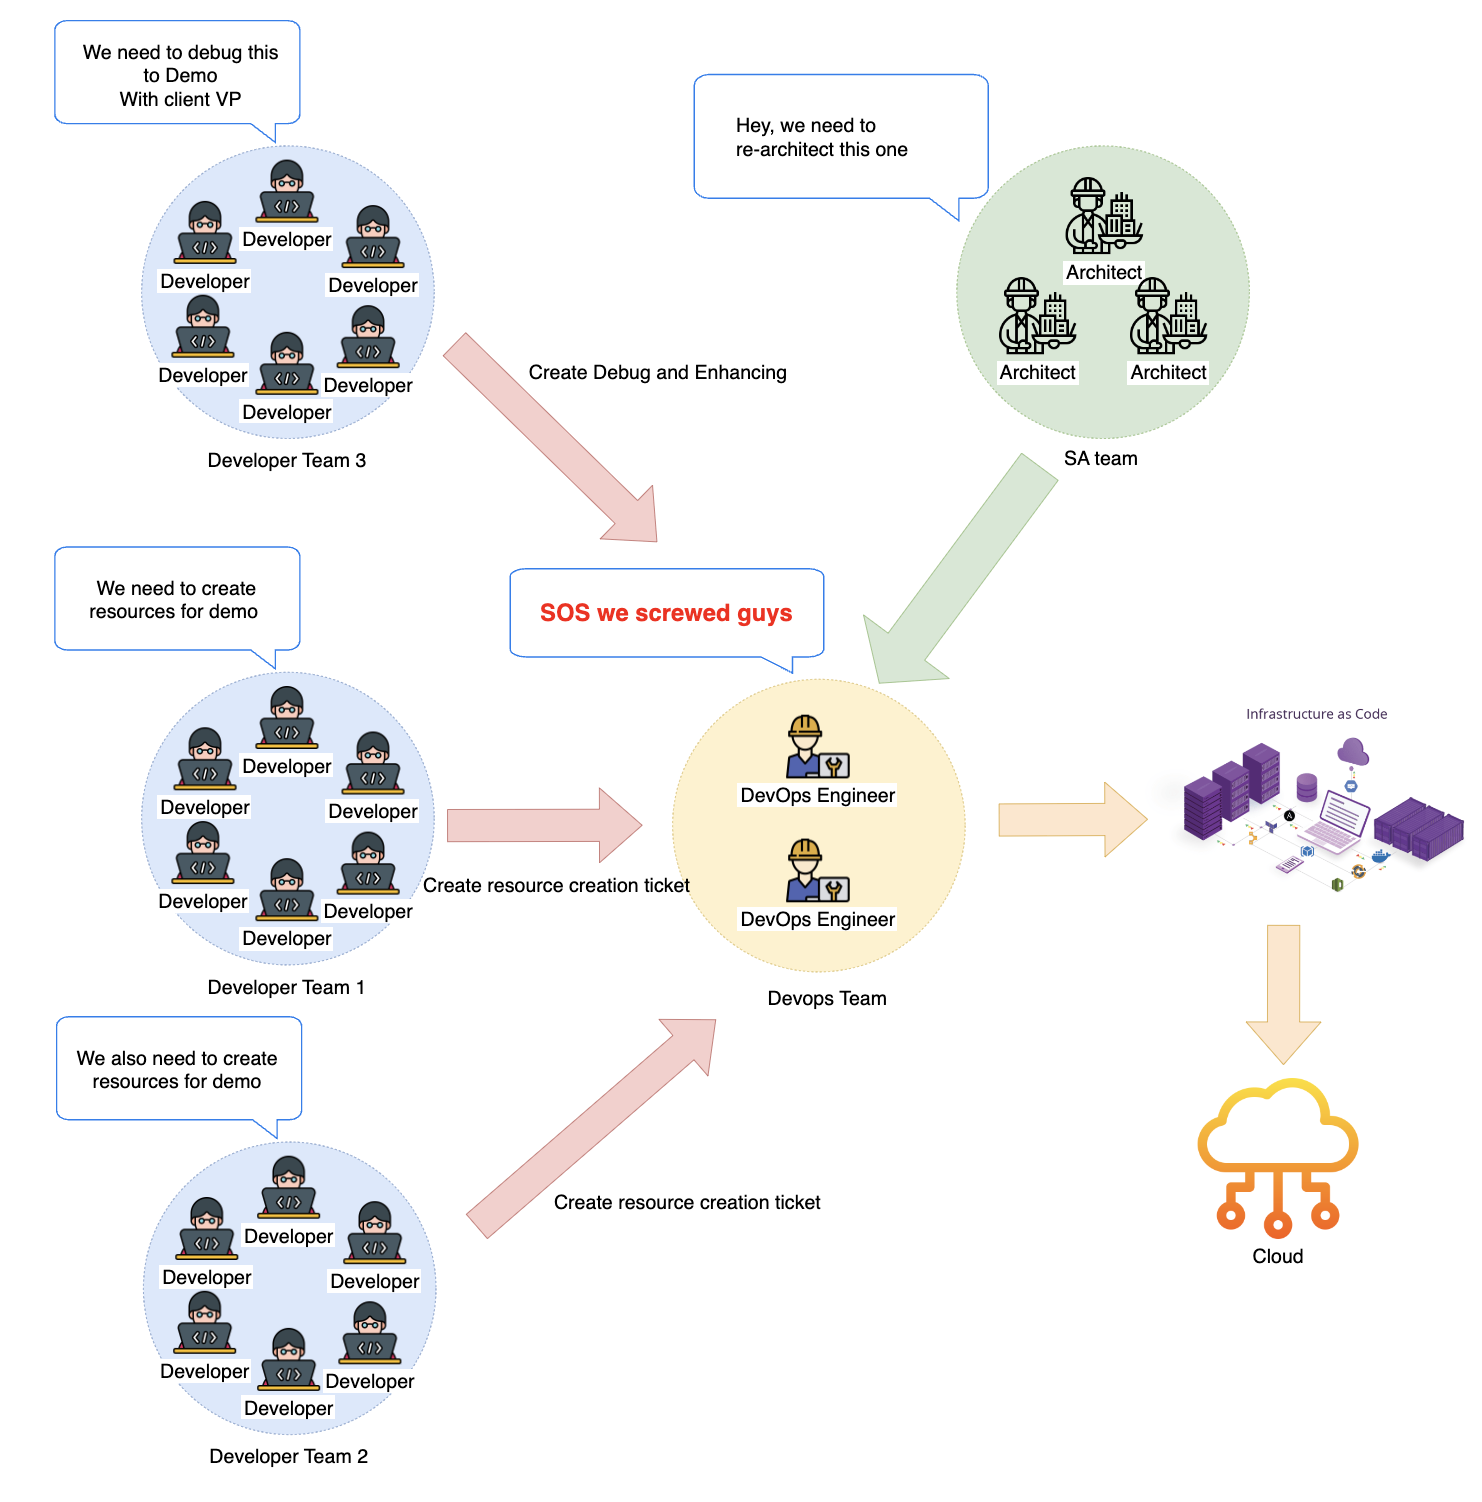 We need to debug this
to Demo
With client VP
Hey, we need to
re-architect this one
Developer
Developer
Developer
Developer
Developer
Developer
Developer Team 3
Architect
Architect
Architect
SA team
Create Debug and Enhancing
We need to create
resources for demo
SOS we screwed guys
Developer
Developer
Developer
Developer
Developer
Developer
Developer Team 1
Create resource creation ticket
DevOps Engineer
DevOps Engineer
Devops Team
Infrastructure as Code
We also need to create
resources for demo
Developer
Developer
Developer
Developer
Developer
Developer
Developer Team 2
Create resource creation ticket
Cloud